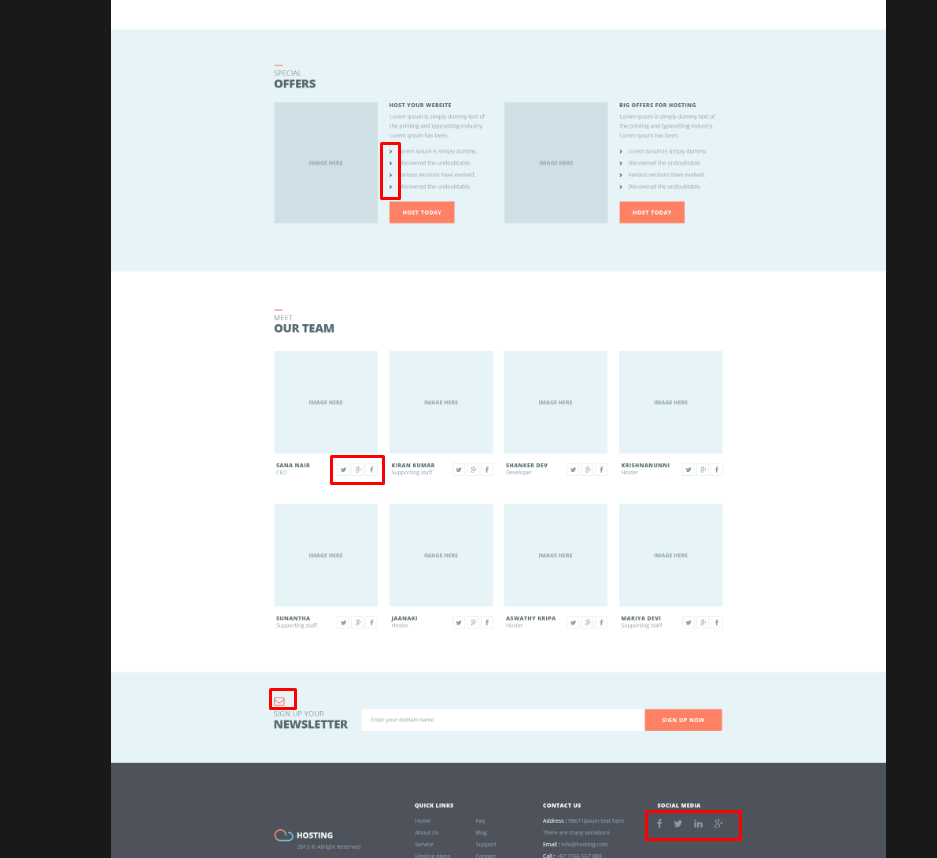 SPECIAL
OFFERS
IMAGE HERE
HOST YOUR WEBSITE
Lorem Ipsum is simply dummy text of
the printing and typesetting industry.
Lorem Ipsum has been.
Lorem Ipsum is simply dummy.
Discovered the undoubtable.
Various versions have evolved.
Discovered the undoubtable.
HOST TODAY
IMAGE HERE
BIG OFFERS FOR HOSTING
Lorem Ipsum is simply dummy text of
the printing and typesetting industry.
Lorem Ipsum has been.
Lorem Ipsum is simply dummy.
Discovered the undoubtable.
Various versions have evolved.
Discovered the undoubtable.
HOST TODAY
MEET
OUR TEAM
IMAGE HERE
IMAGE HERE
IMAGE HERE
IMAGE HERE
SANA NAIR
CEO
KIRAN KUMAR
Supporting staff
SHANKER DEV
Developer
KRISHNANUNNI
Hoster
IMAGE HERE
IMAGE HERE
IMAGE HERE
IMAGE HERE
SUNANTHA
Supporting staff
JAANAKI
Hoster
ASWATHY KRIPA
Hoster
MARIYA DEVI
Supporting staff
SIGN UP YOUR
NEWSLETTER
Enter your domain name
SIGN UP NOW
HOSTING
2015 © Allright Reserved
QUICK LINKS
Home
About Us
Service
Hosting plans
Faq
Blog
Support
Contact
CONTACT US
Address : 9867 lipsum text here
There are many variations
Email : info@hosting.com
Call : +87 7766 557 888
SOCIAL MEDIA